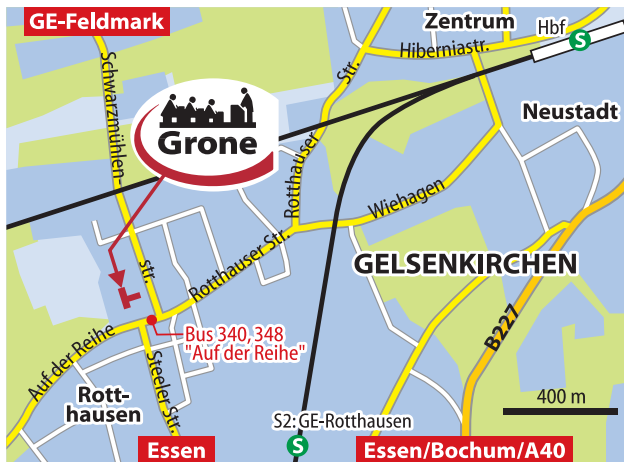 GE-Feldmark
Zentrum
Hbf
S
Hiberniastr.
Schwarzmühlen-
str.
Grone
Rotthauser
Str.
Neustadt
Wiehagen
Rotthauser Str.
GELSENKIRCHEN
B227
Bus 340, 348
"Auf der Reihe"
Auf der Reihe
Steeler Str.
Rott-
hausen
400 m
S2: GE-Rotthausen
S
Essen
Essen/Bochum/A40